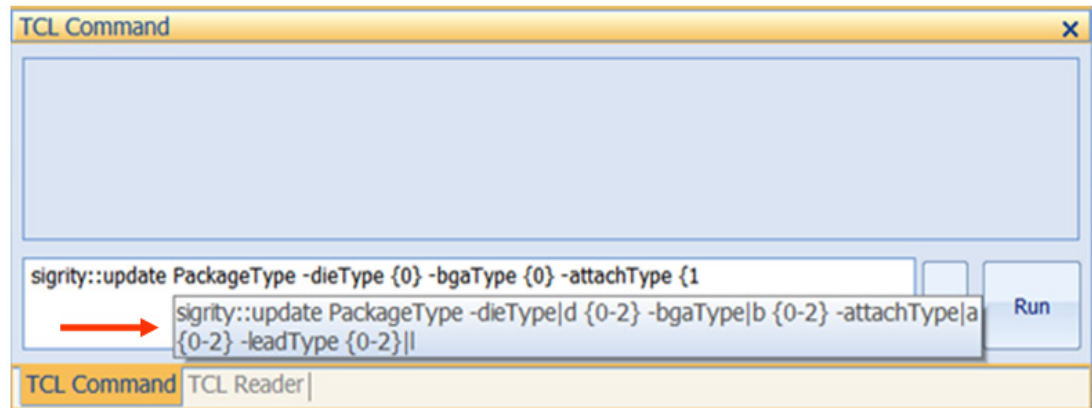 TCL Command
sigrity::update PackageType -dieType {0} -bgaType {0} -attachType {1
sigrity::update PackageType -dieType|d {0-2} -bgaType|b {0-2} -attachType|a
{0-2} -leadType {0-2}|l
Run
TCL Command TCL Reader